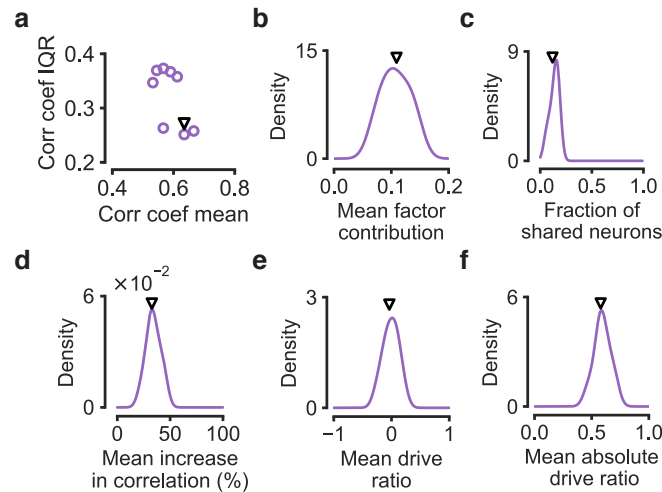 a
Corr coef IQR
0.4
0.3
0.2
0.4 0.6 0.8
Corr coef mean
b
Density
15
0
0.0 0.1 0.2
Mean factor
contribution
c
Density
9
0
0.0 0.5 1.0
Fraction of
shared neurons
d
×10−2
Density
6
0
0 50 100
Mean increase
in correlation (%)
e
Density
3
0
−1 0 1
Mean drive
ratio
f
Density
6
0
0.0 0.5 1.0
Mean absolute
drive ratio